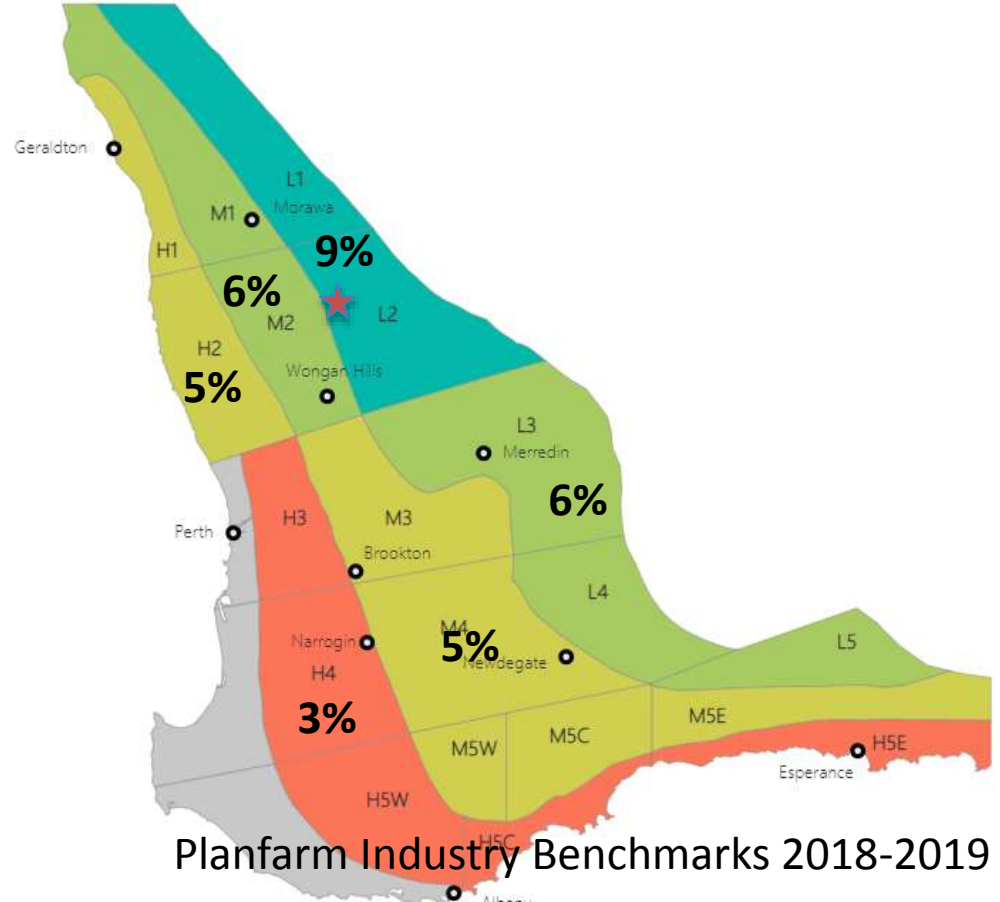 Geraldton
L1
Morawa
M1
9%
H1
6%
L2
M2
H2
Wongan Hills
5%
L3
Merredin
6%
H3
M3
Perth
Brookton
L4
M4
5%
Narrogin
L5
Newdegate
H4
3%
M5E
M5W
M5C
H5E
Esperance
H5W
H5C
Planfarm Industry Benchmarks 2018-2019
Albany